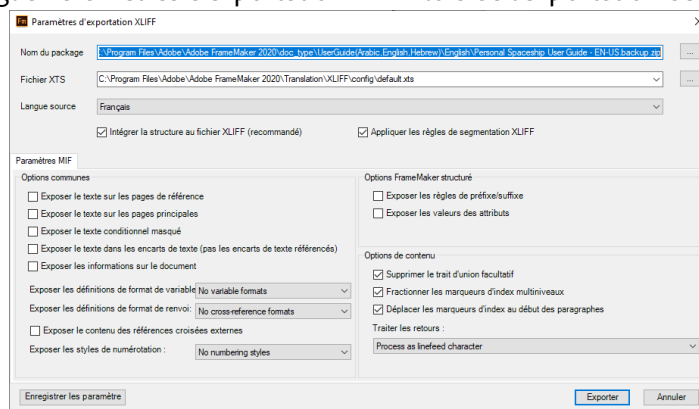 Fm Paramètres d'exportation XLIFF
Nom du package :\Program Files\Adobe\Adobe FrameMaker 2020\doc_type\UserGuide(Arabic,English,Hebrew)\English\Personal Spaceship User Guide - EN-US.backup.zip ...
Fichier XTS C:\Program Files\Adobe\Adobe FrameMaker 2020\Translation\XLIFF\config\default.xts ...
Langue source Français
Intégrer la structure au fichier XLIFF (recommandé) Appliquer les règles de segmentation XLIFF
Paramètres MIF
Options communes
Exposer le texte sur les pages de référence
Exposer le texte sur les pages principales
Exposer le texte conditionnel masqué
Exposer le texte dans les encarts de texte (pas les encarts de texte référencés)
Exposer les informations sur le document
Exposer les définitions de format de variable No variable formats
Exposer les définitions de format de renvoi: No cross-reference formats
Exposer le contenu des références croisées externes
Exposer les styles de numérotation : No numbering styles
Options FrameMaker structuré
Exposer les règles de préfixe/suffixe
Exposer les valeurs des attributs
Options de contenu
Supprimer le trait d'union facultatif
Fractionner les marqueurs d'index multiniveaux
Déplacer les marqueurs d'index au début des paragraphes
Traiter les retours :
Process as linefeed character
Enregistrer les paramètre Exporter Annuler